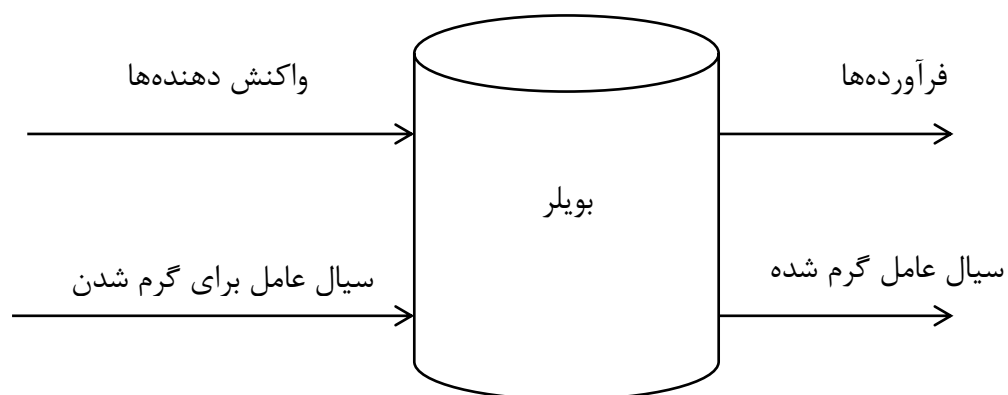 واکنش دهنده‌ها
فرآورده‌ها
بویلر
سیال عامل گرم شده
سیال عامل برای گرم شدن